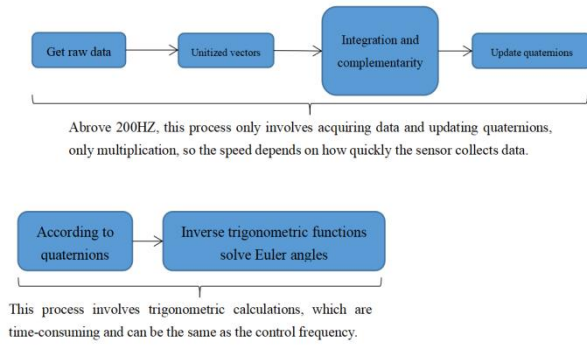 Get raw data
Unitized vectors
Integration and
complementarity
Update quaternions
Abrove 200HZ, this process only involves acquiring data and updating quaternions,
only multiplication, so the speed depends on how quickly the sensor collects data.
According to
quaternions
Inverse trigonometric functions
solve Euler angles
This process involves trigonometric calculations, which are
time-consuming and can be the same as the control frequency.